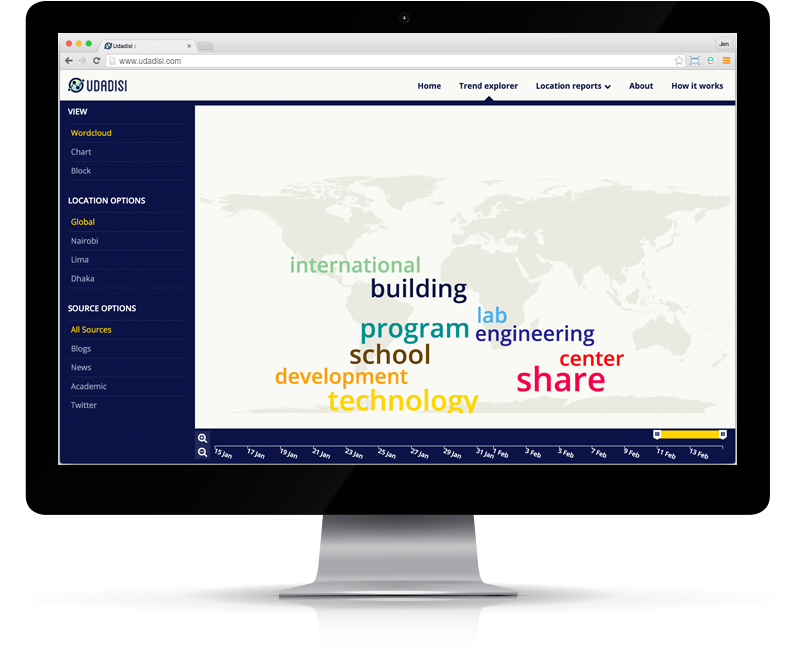 Udadisi :
Jen
www.udadisi.com
UDADISI
Home Trend explorer Location reports About How it works
VIEW
Wordcloud
Chart
Block
LOCATION OPTIONS
Global
Nairobi
Lima
Dhaka
SOURCE OPTIONS
All Sources
Blogs
News
Academic
Twitter
international
building
lab
program
engineering
school
center
development
share
technology
15 Jan 17 Jan 19 Jan 21 Jan 23 Jan 25 Jan 27 Jan 29 Jan 31 Jan 1 Feb 3 Feb 5 Feb 7 Feb 9 Feb 11 Feb 13 Feb